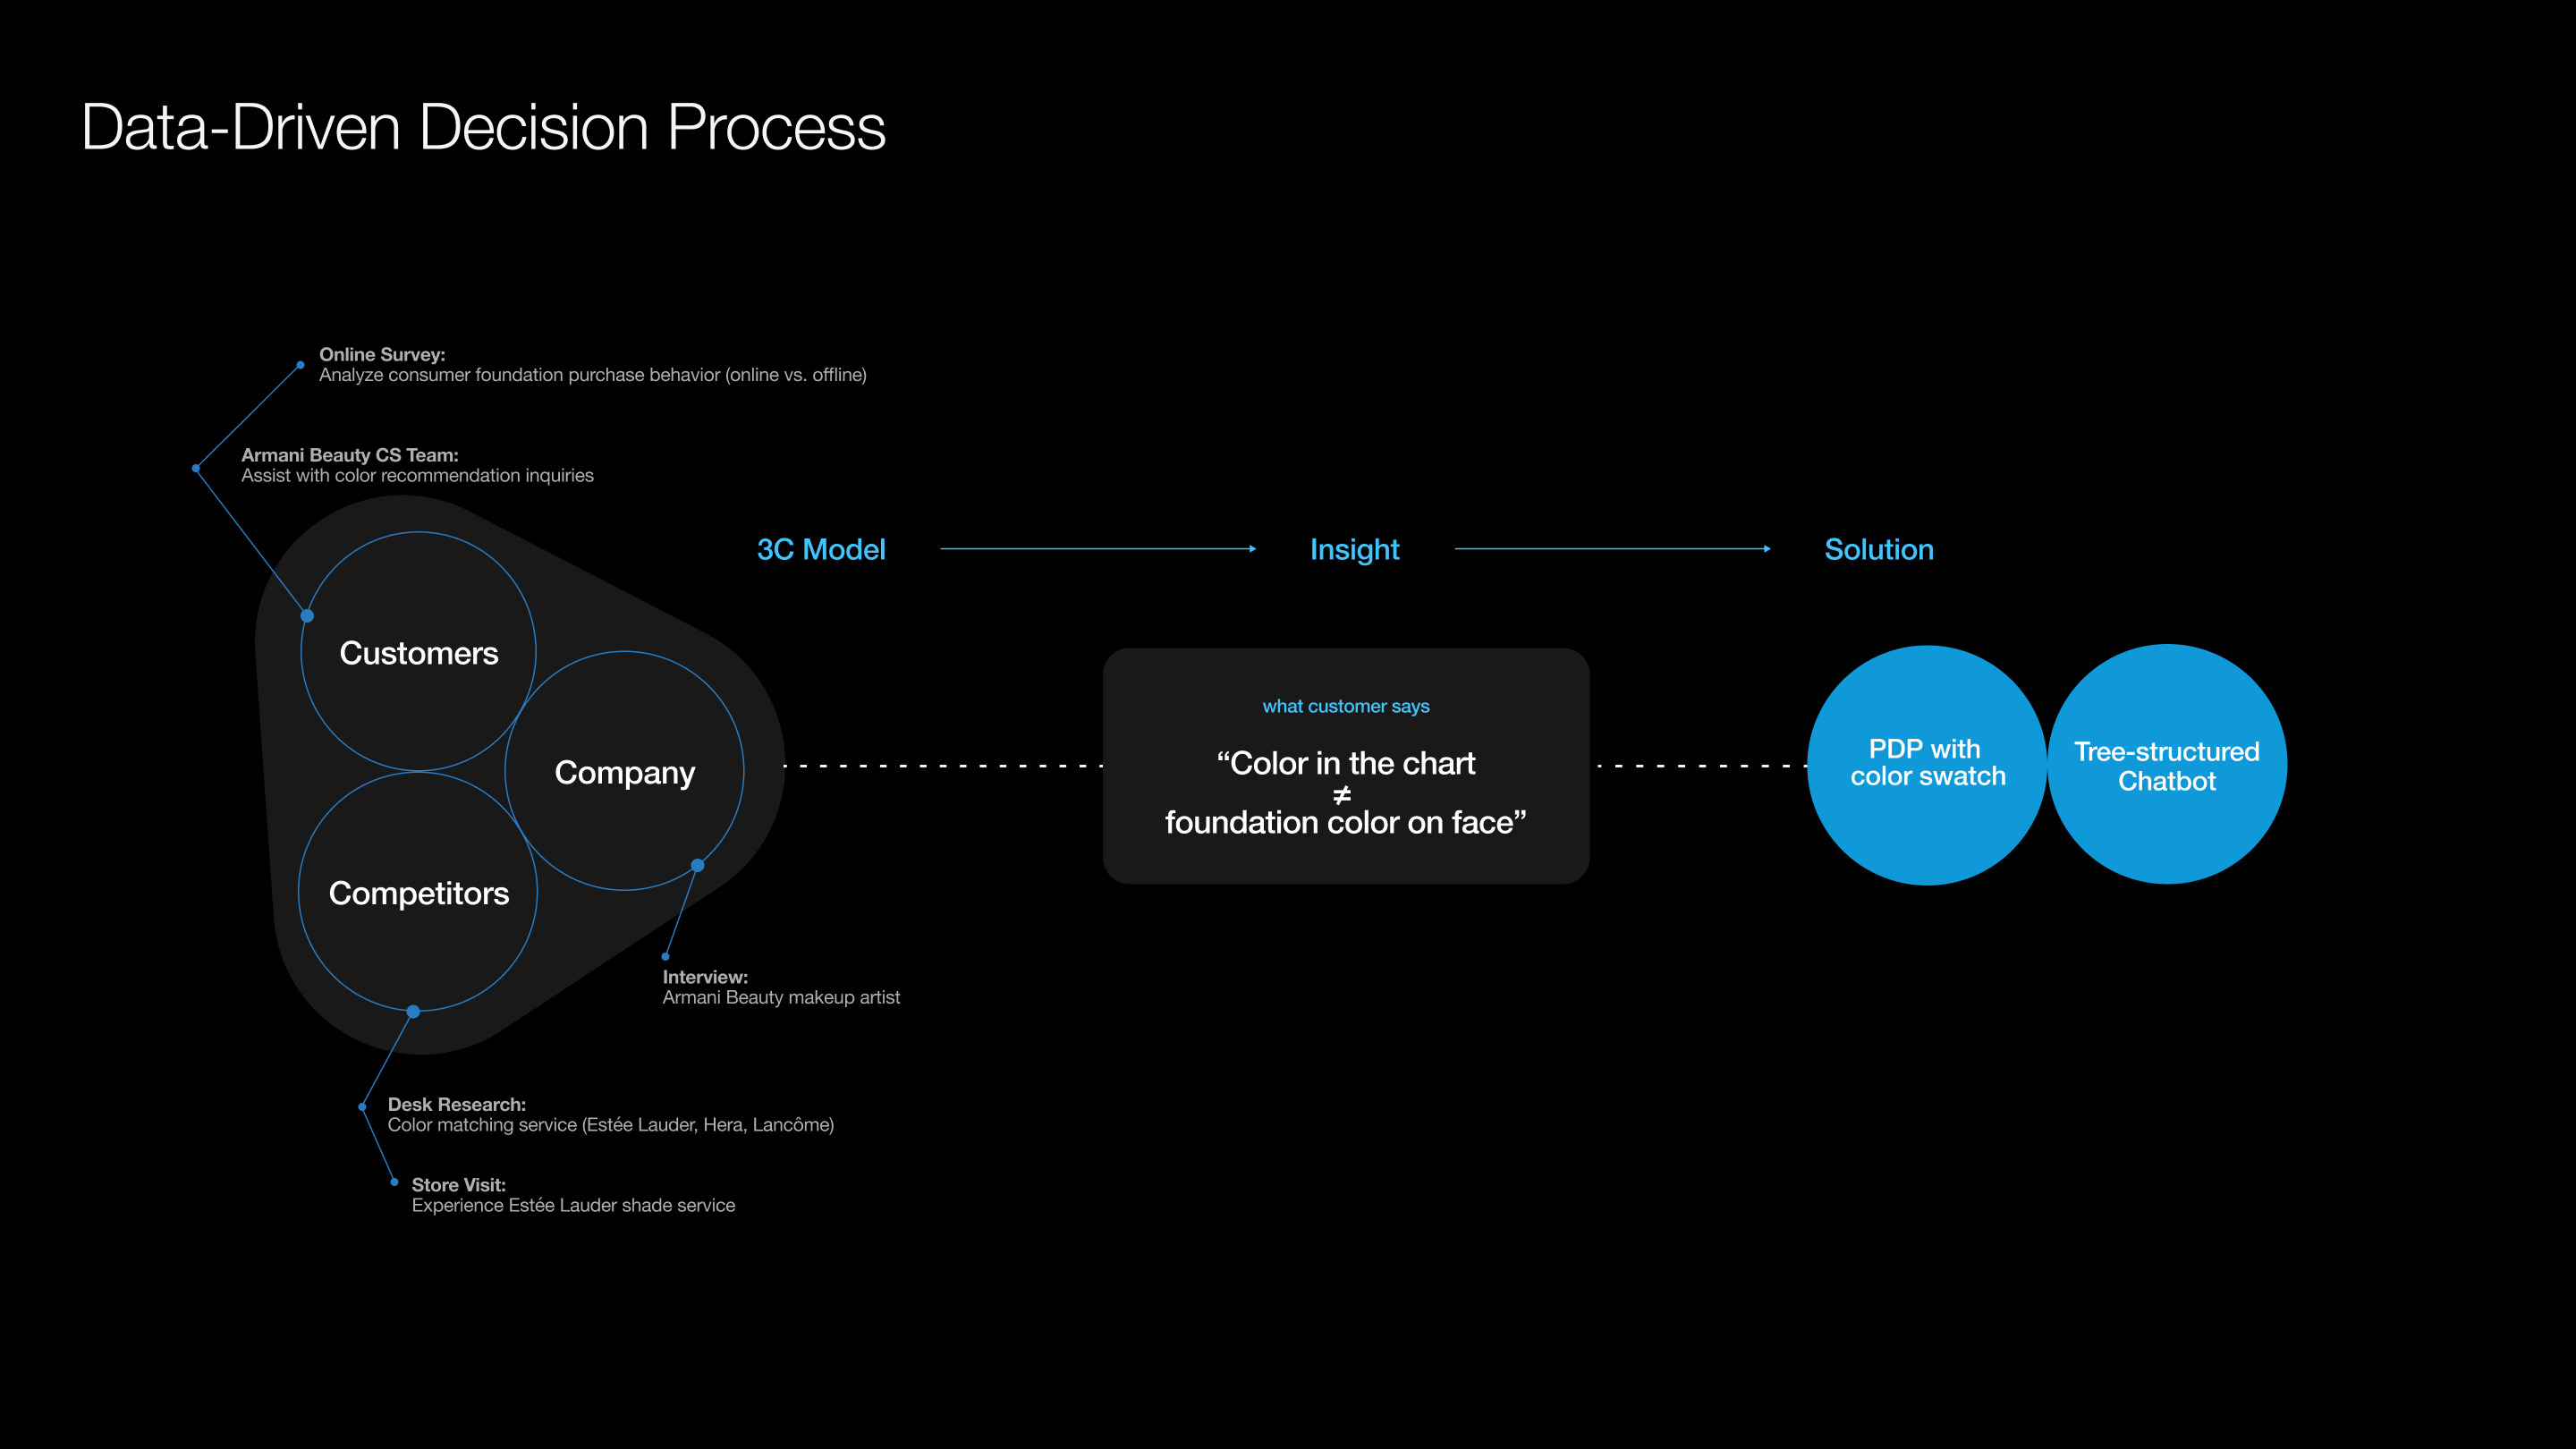 Data-Driven Decision Process
Online Survey:
Analyze consumer foundation purchase behavior (online vs. offline)
Armani Beauty CS Team:
Assist with color recommendation inquiries
3C Model
Insight
Solution
Customers
Company
Competitors
what customer says
“Color in the chart
≠
foundation color on face”
PDP with
color swatch
Tree-structured
Chatbot
Interview:
Armani Beauty makeup artist
Desk Research:
Color matching service (Estée Lauder, Hera, Lancôme)
Store Visit:
Experience Estée Lauder shade service